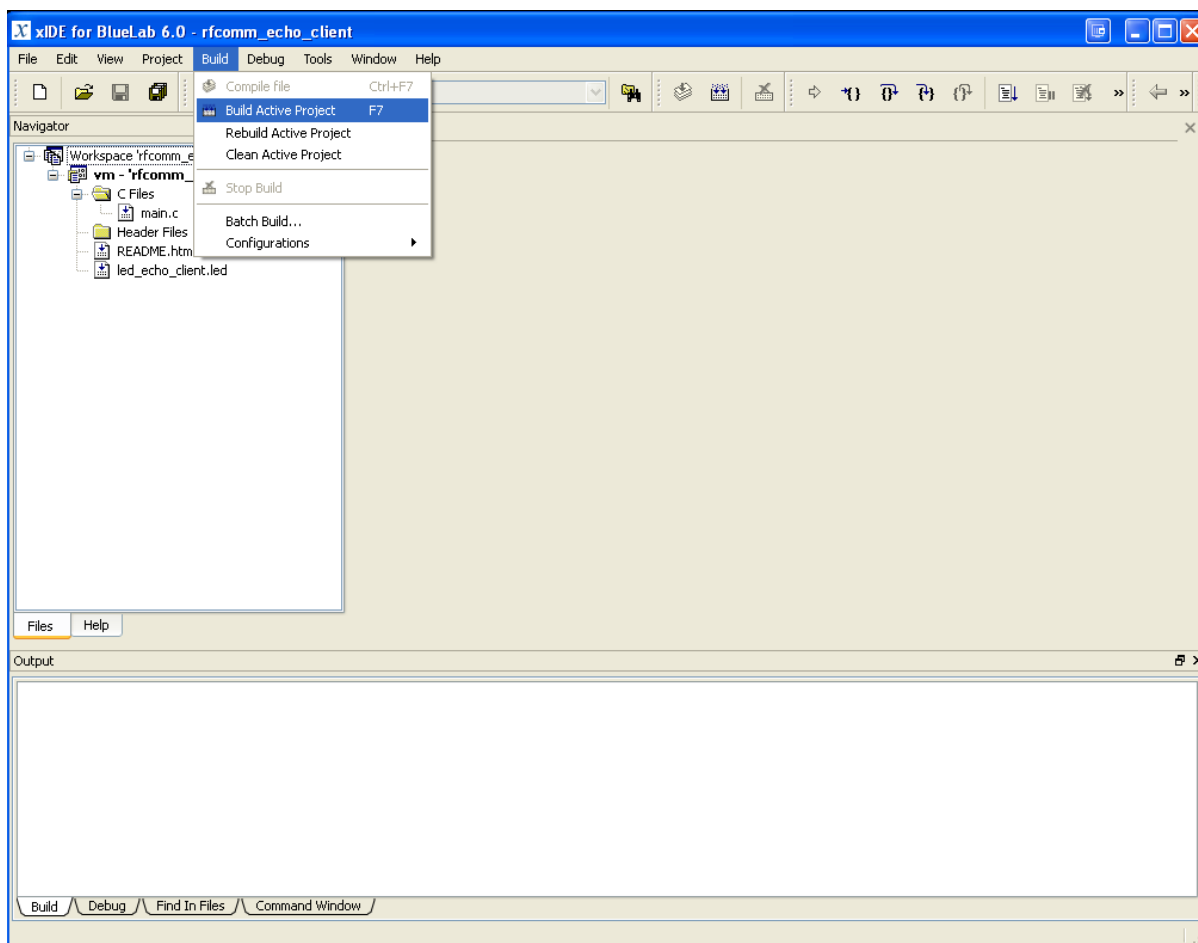 xIDE for BlueLab 6.0 - rfcomm_echo_client
File Edit View Project Build Debug Tools Window Help
Compile file Ctrl+F7
Build Active Project F7
Rebuild Active Project
Clean Active Project
Stop Build
Batch Build...
Configurations
Navigator
Workspace 'rfcomm_e
vm - 'rfcomm_
C Files
main.c
Header Files
README.htm
led_echo_client.led
Files Help
Output
Build Debug Find In Files Command Window